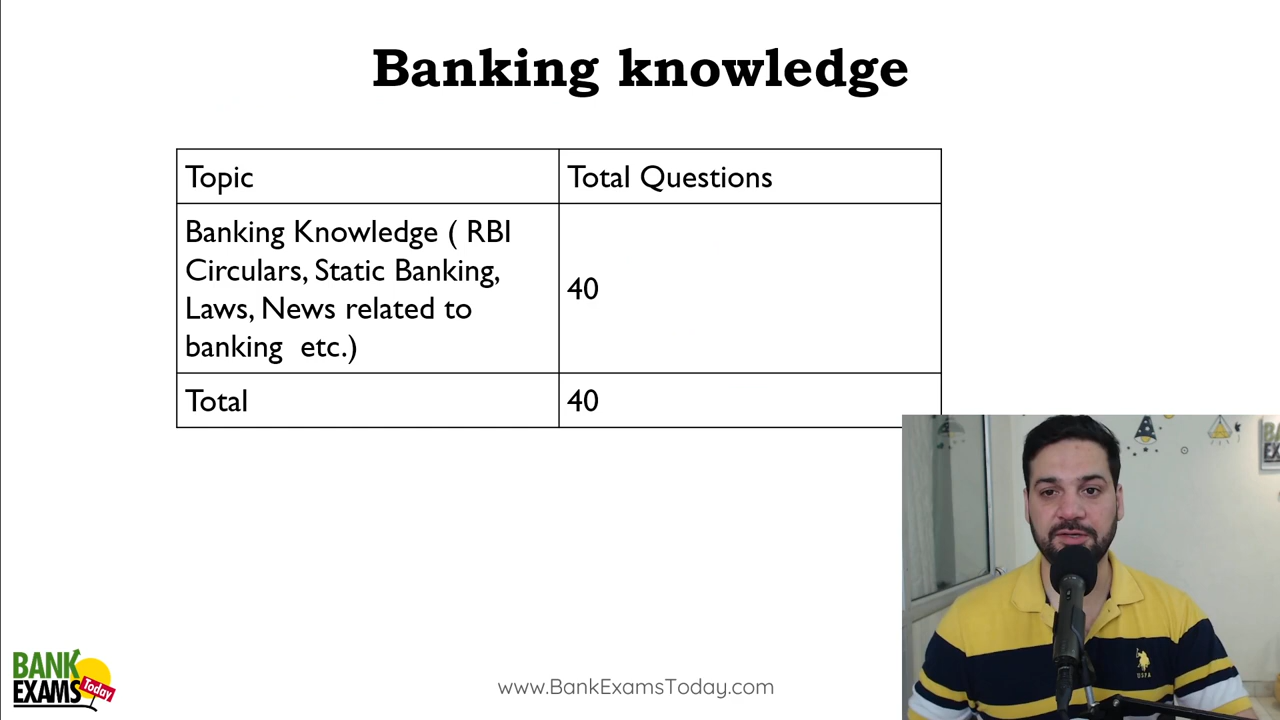 Banking knowledge
Topic
Total Questions
Banking Knowledge ( RBI
Circulars, Static Banking,
Laws, News related to
banking  etc.)
40
Total
40
BANK
EXAMS
Today
www.BankExamsToday.com
USPA